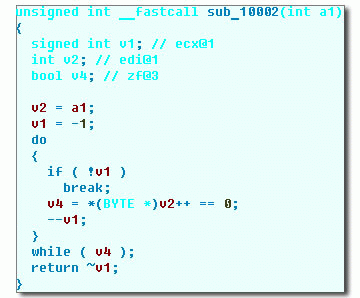 unsigned int __fastcall sub_10002(int a1)
{
signed int v1; // ecx@1
int v2; // edi@1
bool v4; // zf@3
v2 = a1;
v1 = -1;
do
{
if ( !v1 )
break;
v4 = *(BYTE *)v2++ == 0;
--v1;
}
while ( v4 );
return ~v1;
}